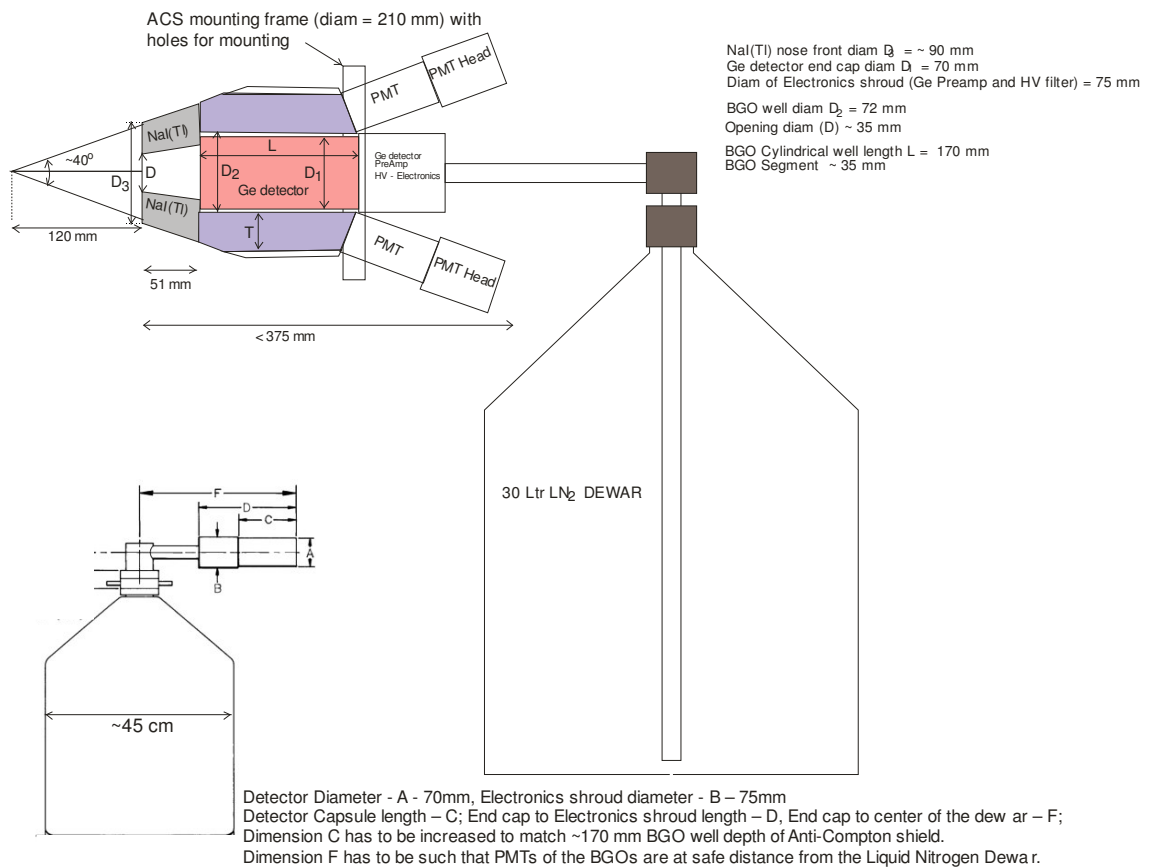 ACS mounting frame (diam = 210 mm) with
holes for mounting
NaI(Tl) nose front diam D3 = ~ 90 mm
Ge detector end cap diam D1 = 70 mm
Diam of Electronics shroud (Ge Preamp and HV filter) = 75 mm
BGO well diam D2 = 72 mm
Opening diam (D) ~ 35 mm
BGO Cylindrical well length L = 170 mm
BGO Segment ~ 35 mm
PMT
PMT Head
NaI(Tl)
L
~40⁰
D3
D
D2
D1
Ge detector
Ge detector
PreAmp
HV - Electronics
NaI(Tl)
T
120 mm
PMT
PMT Head
51 mm
< 375 mm
30 Ltr LN2 DEWAR
F
D
C
A
B
~45 cm
Detector Diameter - A - 70mm, Electronics shroud diameter - B – 75mm
Detector Capsule length – C; End cap to Electronics shroud length – D, End cap to center of the dew ar – F;
Dimension C has to be increased to match ~170 mm BGO well depth of Anti-Compton shield.
Dimension F has to be such that PMTs of the BGOs are at safe distance from the Liquid Nitrogen Dewa r.